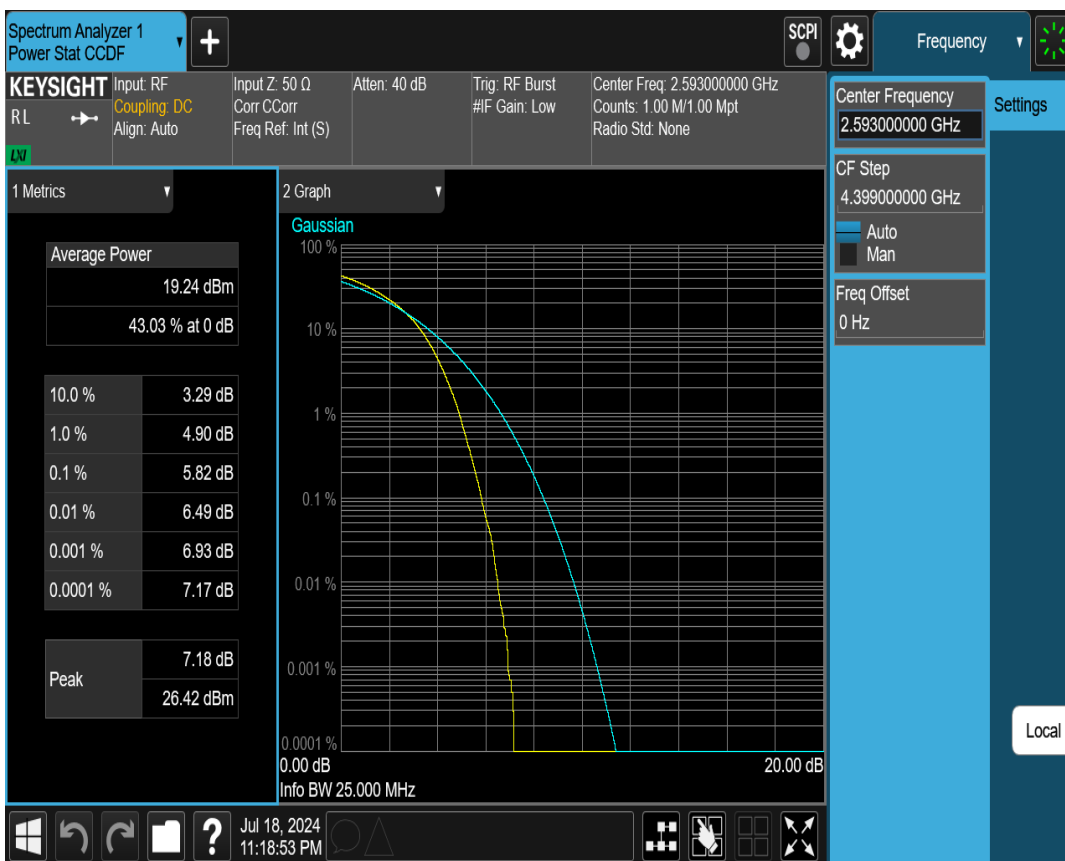 Spectrum Analyzer 1
Power Stat CCDF
+
SCPI
Frequency
KEYSIGHT
RL
LXI
Input: RF
Coupling: DC
Align: Auto
Input Z: 50 Ω
Corr CCorr
Freq Ref: Int (S)
Atten: 40 dB
Trig: RF Burst
#IF Gain: Low
Center Freq: 2.593000000 GHz
Counts: 1.00 M/1.00 Mpt
Radio Std: None
Center Frequency
2.593000000 GHz
Settings
CF Step
4.399000000 GHz
Auto
Man
Freq Offset
0 Hz
Local
1 Metrics
Average Power
19.24 dBm
43.03 % at 0 dB
10.0 % 3.29 dB
1.0 % 4.90 dB
0.1 % 5.82 dB
0.01 % 6.49 dB
0.001 % 6.93 dB
0.0001 % 7.17 dB
Peak
7.18 dB
26.42 dBm
2 Graph
Gaussian
100 %
10 %
1 %
0.1 %
0.01 %
0.001 %
0.0001 %
0.00 dB 20.00 dB
Info BW 25.000 MHz
?
Jul 18, 2024
11:18:53 PM